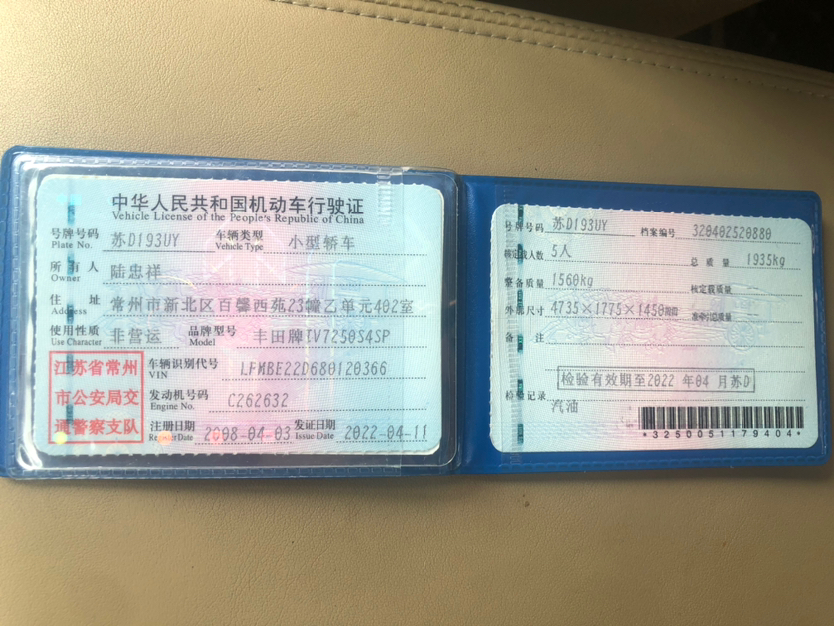 中华人民共和国机动车行驶证
Vehicle License of the People's Republic of China
号牌号码 苏D193UY 车辆类型 小型轿车
Plate No. Vehicle Type
所有人 陆忠祥
Owner
住址 常州市新北区百馨西苑23幢乙单元402室
Address
使用性质 非营运 品牌型号 丰田牌TV7250S4SP
Use Character Model
江苏省常州
市公安局交
通警察支队
车辆识别代号 LFMBE22D680120366
VIN
发动机号码 C262632
Engine No.
注册日期 2008-04-03 发证日期 2022-04-11
Register Date Issue Date
号牌号码 苏D193UY 档案编号 320402520880
核定载人数 5人 总质量 1935kg
整备质量 1560kg 核定载质量
外廓尺寸 4735×1775×1450mm 准牵引总质量
备注
检验有效期至2022 年04 月苏D
检验记录
汽油
*3250051179404*